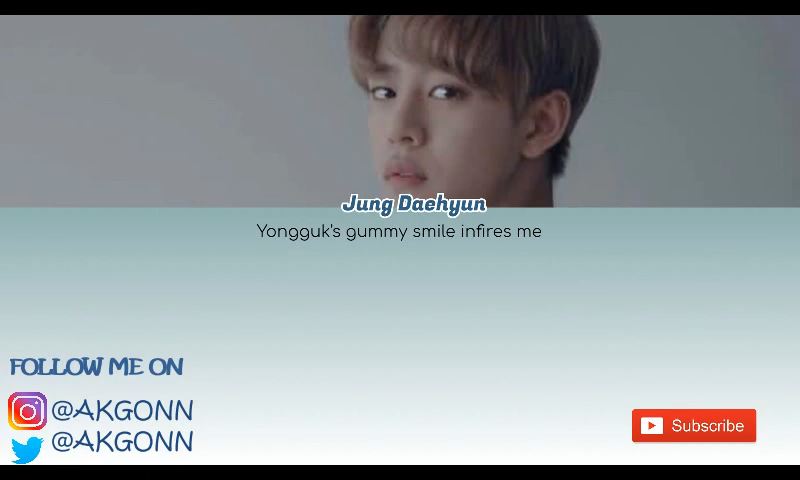 Jung Daehyun
Yongguk's gummy smile infires me
FOLLOW ME ON
@AKGONN
@AKGONN
Subscribe